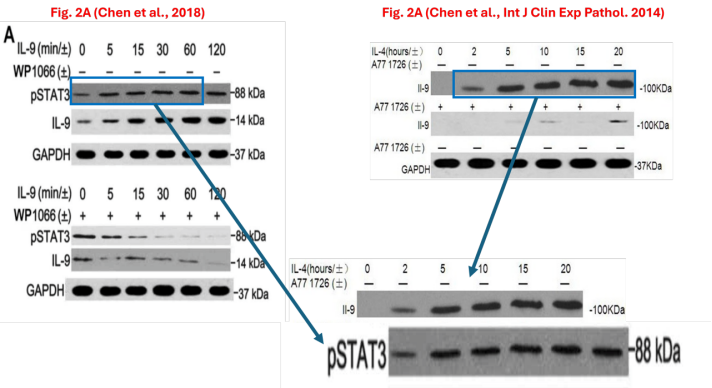 Fig. 2A (Chen et al., 2018)
A
IL-9 (min/±) 0 5 15 30 60 120
WP1066 (±) – – – – – –
pSTAT3 -88 kDa
IL-9 -14 kDa
GAPDH -37 kDa
IL-9 (min/±) 0 5 15 30 60 120
WP1066 (±) + + + + + +
pSTAT3 -88 kDa
IL-9 -14 kDa
GAPDH -37 kDa
Fig. 2A (Chen et al., Int J Clin Exp Pathol. 2014)
IL-4(hours/±) 0 2 5 10 15 20
A77 1726 (±) – – – – – –
Il-9 -100KDa
A77 1726 (±) + + + + + +
Il-9 -100KDa
A77 1726 (±) – – – – – –
GAPDH -37KDa
IL-4(hours/±) 0 2 5 10 15 20
A77 1726 (±) – – – – – –
Il-9 -100KDa
pSTAT3 -88 kDa